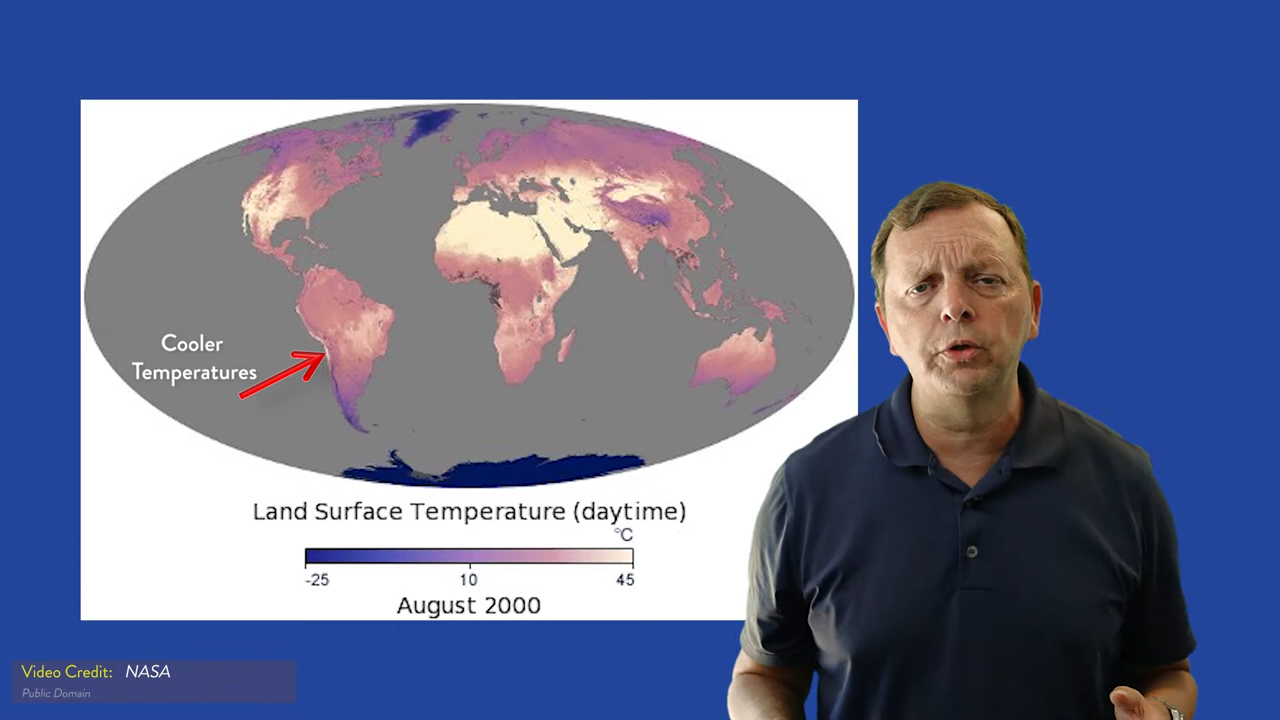 Cooler
Temperatures
Land Surface Temperature (daytime)
°C
-25 10 45
August 2000
Video Credit: NASA
Public Domain